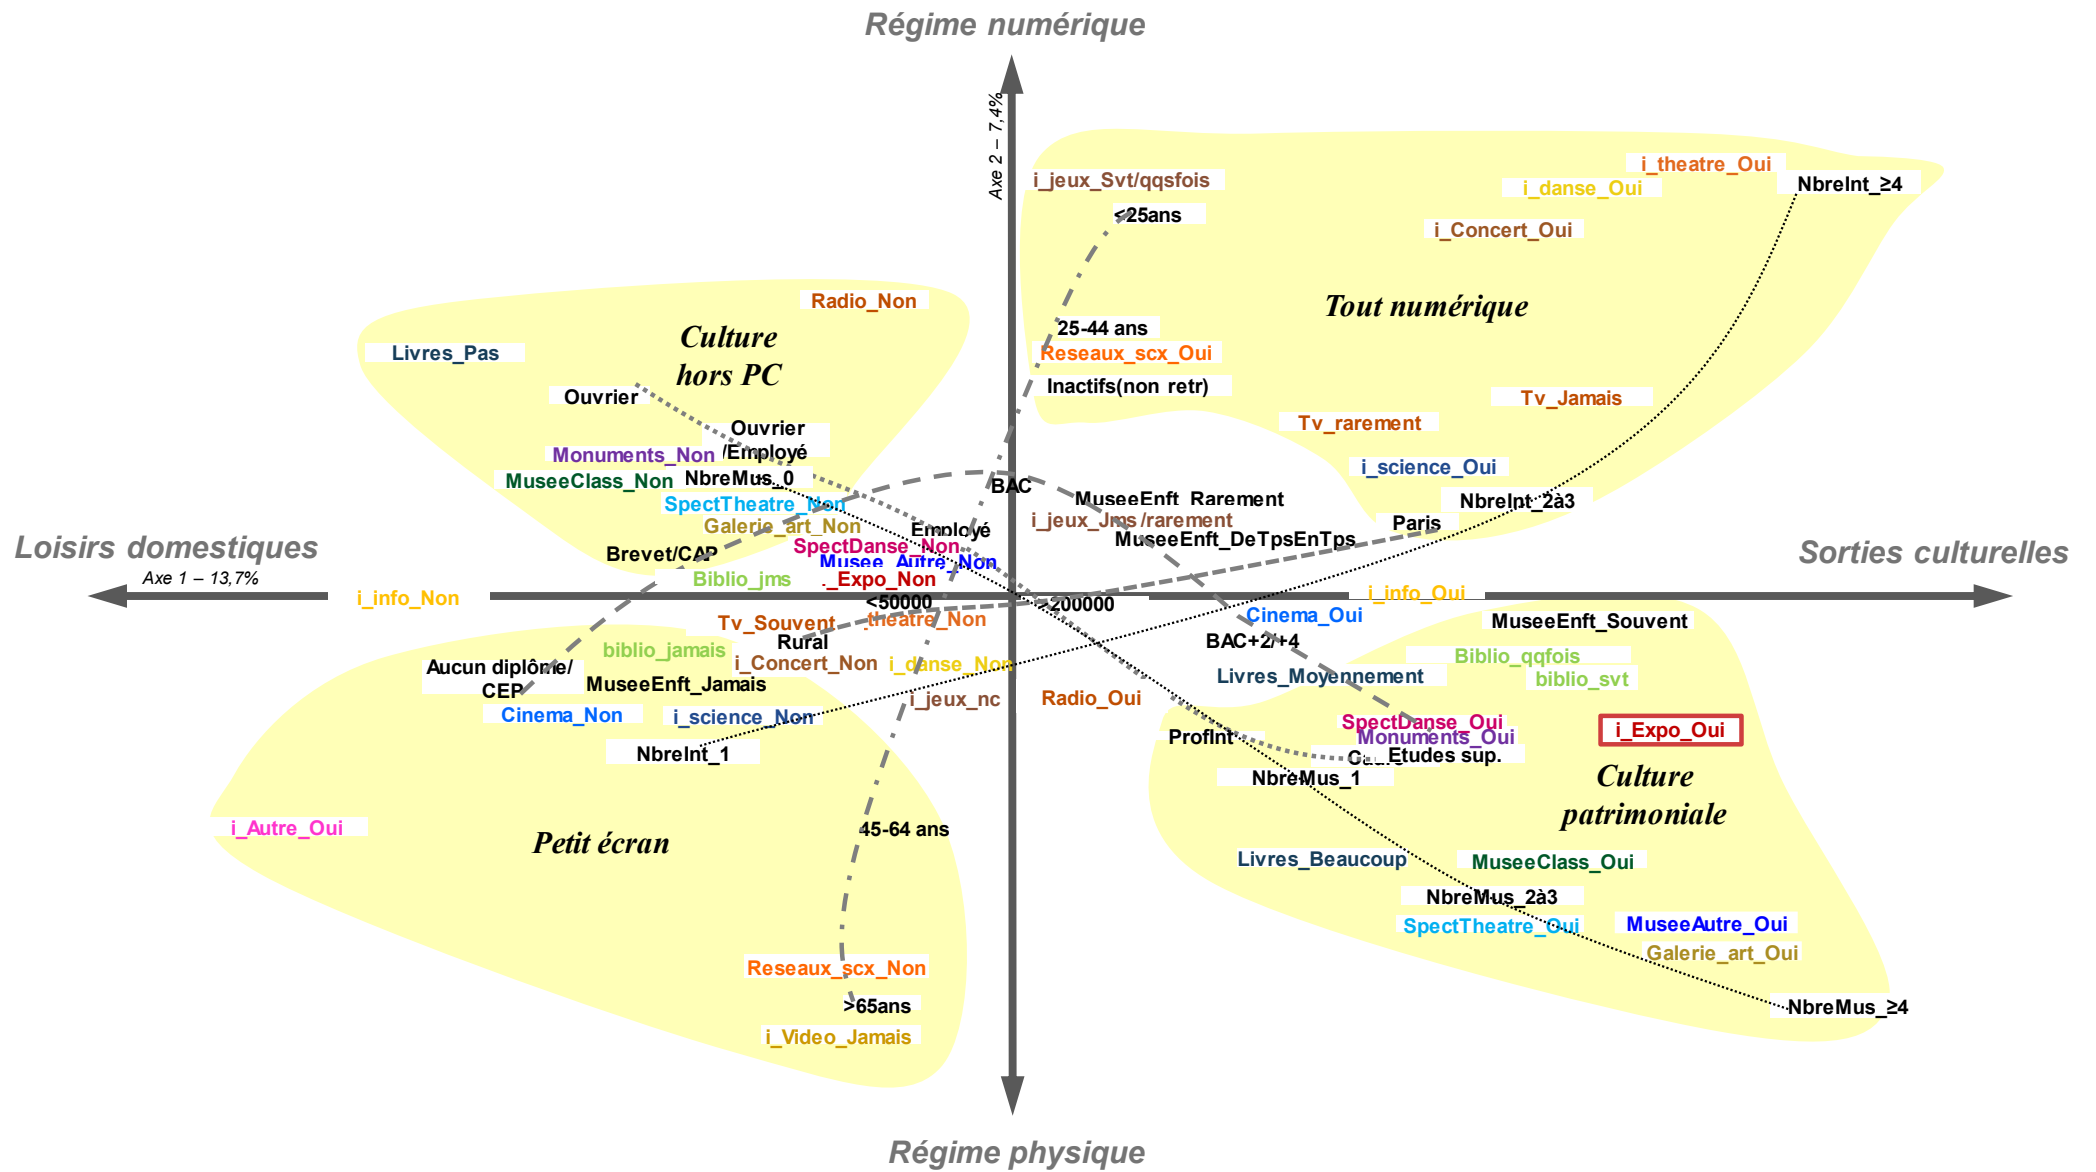 Régime numérique
Axe 2 – 7,4%
i_theatre_Oui
i_jeux_Svt/qqsfois
i_danse_Oui
NbreInt_≥4
<25ans
i_Concert_Oui
Radio_Non
Tout numérique
Culture
hors PC
25-44 ans
Livres_Pas
Reseaux_scx_Oui
Inactifs(non retr)
Ouvrier
Tv_Jamais
Tv_rarement
Ouvrier
/Employé
Monuments_Non
i_science_Oui
MuseeClass_Non
NbreMus_0
BAC
MuseeEnft_Rarement
NbreInt_2à3
SpectTheatre_Non
i_jeux_Jms/rarement
Paris
Galerie_art_Non
Employé
MuseeEnft_DeTpsEnTps
Loisirs domestiques
Brevet/CAP
SpectDanse_Non
Sorties culturelles
Musee_Autre_Non
Axe 1 – 13,7%
Biblio_jms
_Expo_Non
i_info_Non
i_info_Oui
<50000
>200000
Cinema_Oui
Tv_Souvent
theatre_Non
MuseeEnft_Souvent
Rural
BAC+2/+4
biblio_jamais
i_Concert_Non
i_danse_Non
Biblio_qqfois
Aucun diplôme/
CEP
MuseeEnft_Jamais
Livres_Moyennement
biblio_svt
i_jeux_nc
Radio_Oui
Cinema_Non
i_science_Non
SpectDanse_Oui
i_Expo_Oui
ProfInt
Monuments_Oui
NbreInt_1
Etudes sup.
NbreMus_1
Culture
patrimoniale
i_Autre_Oui
45-64 ans
Petit écran
Livres_Beaucoup
MuseeClass_Oui
NbreMus_2à3
SpectTheatre_Oui
MuseeAutre_Oui
Galerie_art_Oui
Reseaux_scx_Non
>65ans
NbreMus_≥4
i_Video_Jamais
Régime physique